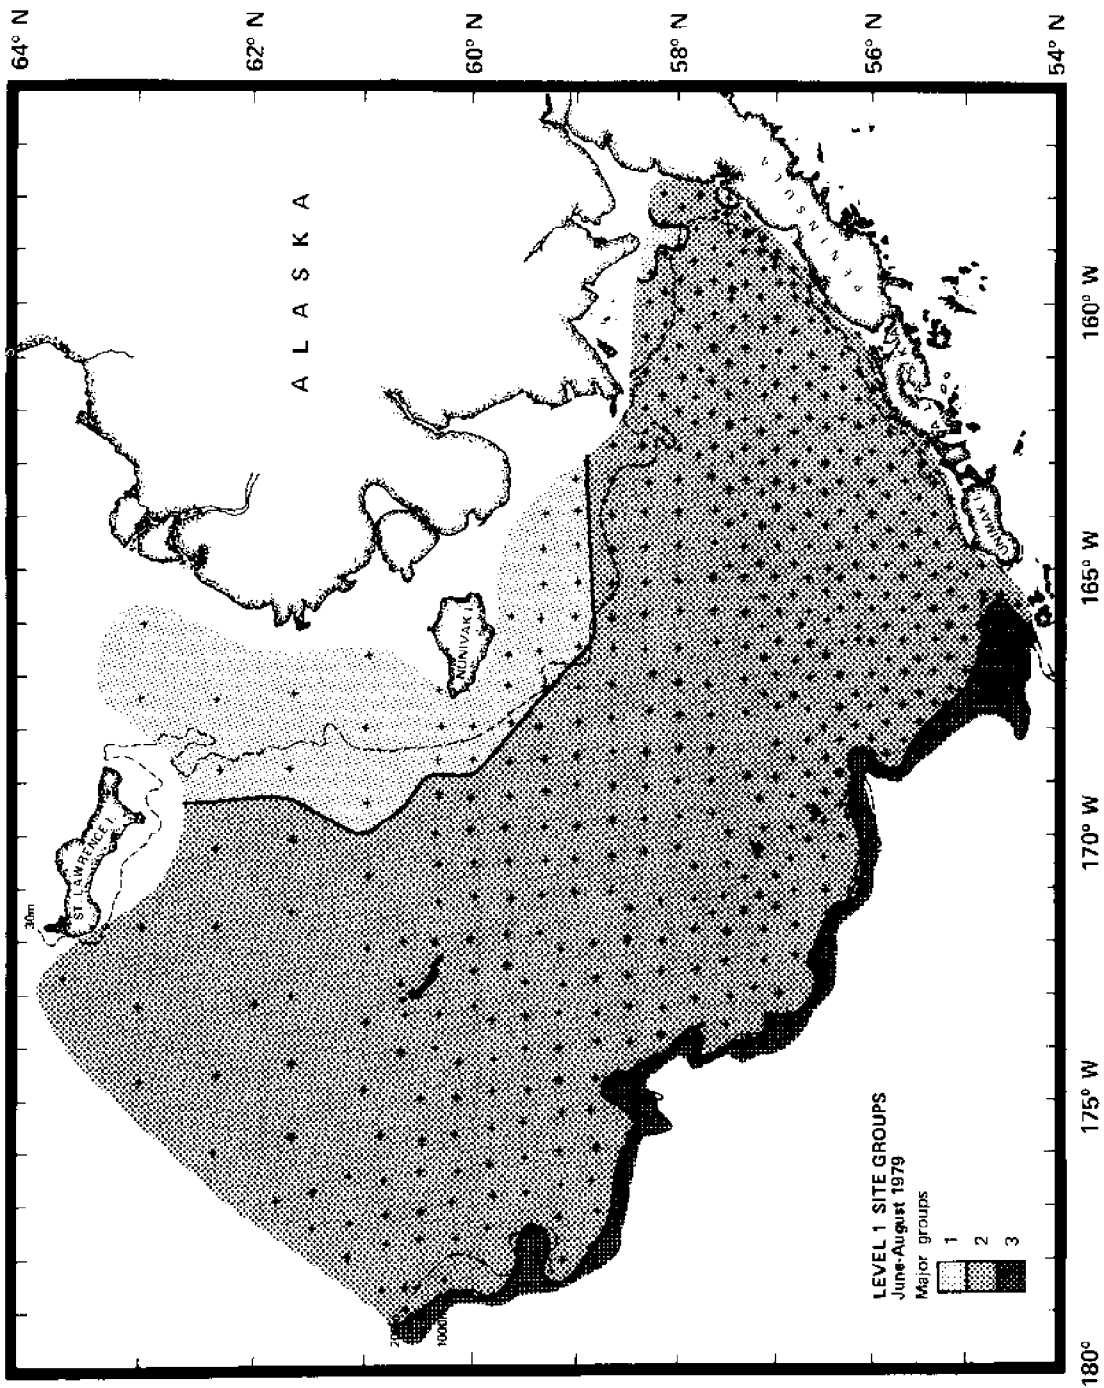 64° N
62° N
60° N
58° N
56° N
54° N
ALASKA
PENINSULA
160° W
165° W
170° W
175° W
180°
UNIMAK I.
NUNIVAK I.
ST. LAWRENCE I.
30m
LEVEL 1 SITE GROUPS
June-August 1979
Major groups
1
2
3